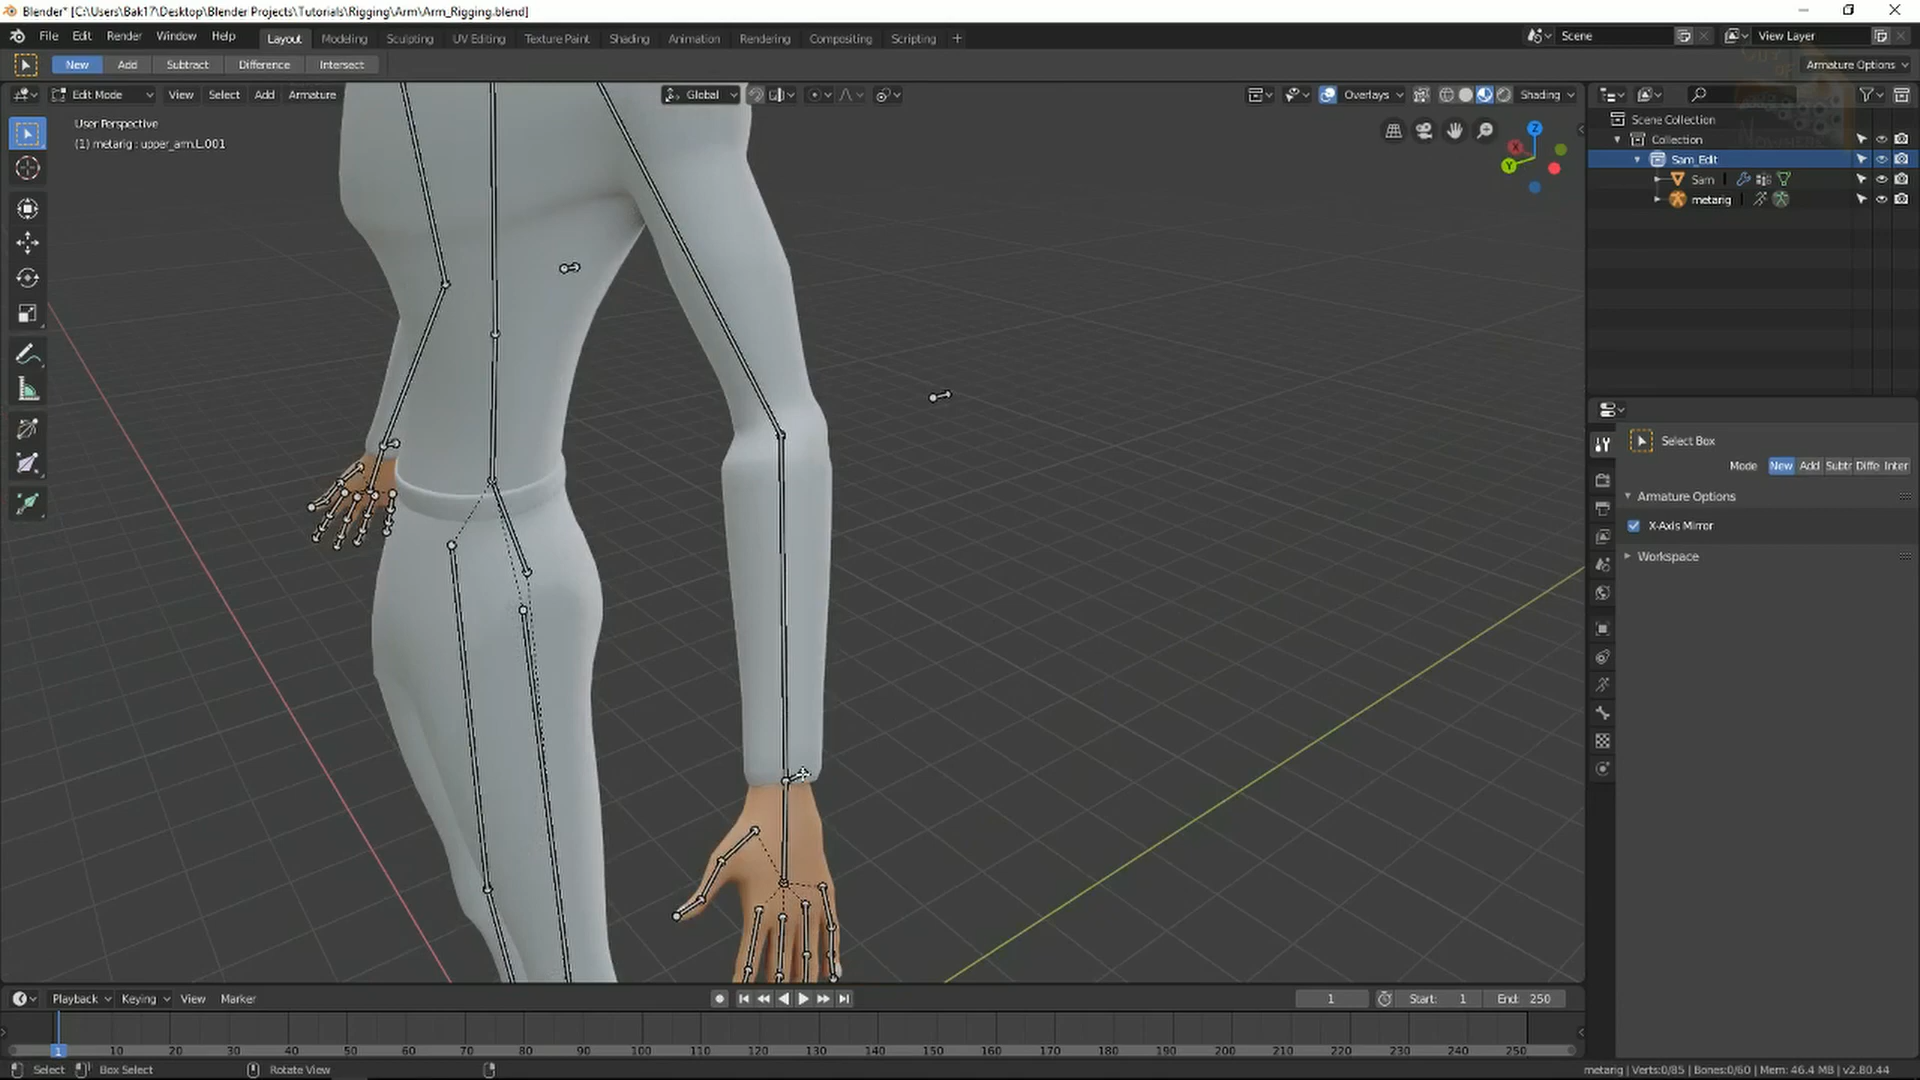 Blender* [C:\Users\Bak17\Desktop\Blender Projects\Tutorials\Rigging\Arm\Arm_Rigging.blend]
File Edit Render Window Help Layout Modeling Sculpting UV Editing Texture Paint Shading Animation Rendering Compositing Scripting + Scene View Layer
New Add Subtract Difference Intersect Armature Options
Edit Mode View Select Add Armature Global Overlays Shading
User Perspective
(1) metarig : upper_arm.L.001
Z
X
Y
Scene Collection
Collection
Sam_Edit
Sam
metarig
Select Box
Mode New Add Subtr Diffe Inter
Armature Options
X-Axis Mirror
Workspace
Playback Keying View Marker 1 Start: 1 End: 250
1 10 20 30 40 50 60 70 80 90 100 110 120 130 140 150 160 170 180 190 200 210 220 230 240 250
Select Box Select Rotate View metarig | Verts:0/85 | Bones:0/60 | Mem: 46.4 MB | v2.80.44